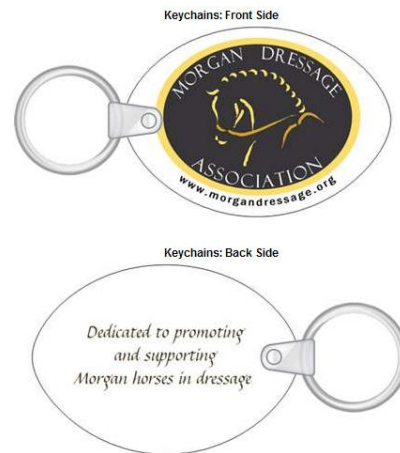 Keychains: Front Side
MORGAN DRESSAGE
ASSOCIATION
www.morgandressage.org
Keychains: Back Side
Dedicated to promoting
and supporting
Morgan horses in dressage